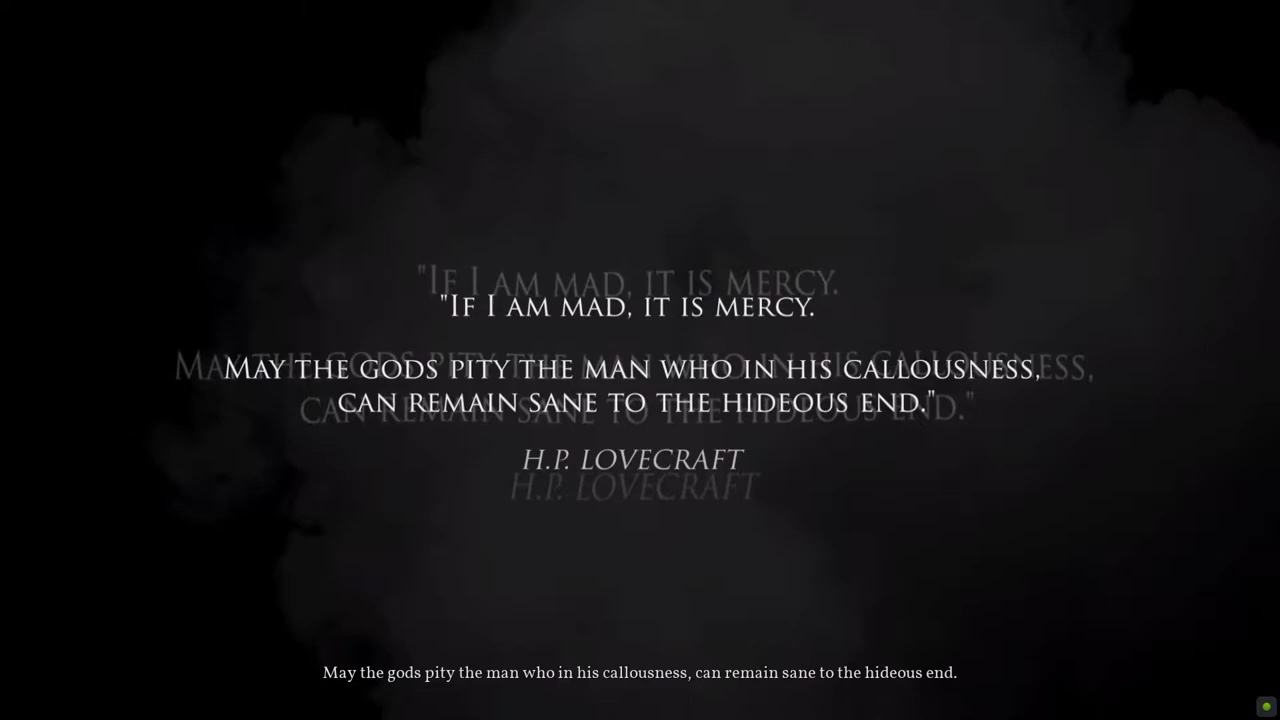 "If I am mad, it is mercy.
May the gods pity the man who in his callousness,
can remain sane to the hideous end."
H.P. LOVECRAFT
May the gods pity the man who in his callousness, can remain sane to the hideous end.